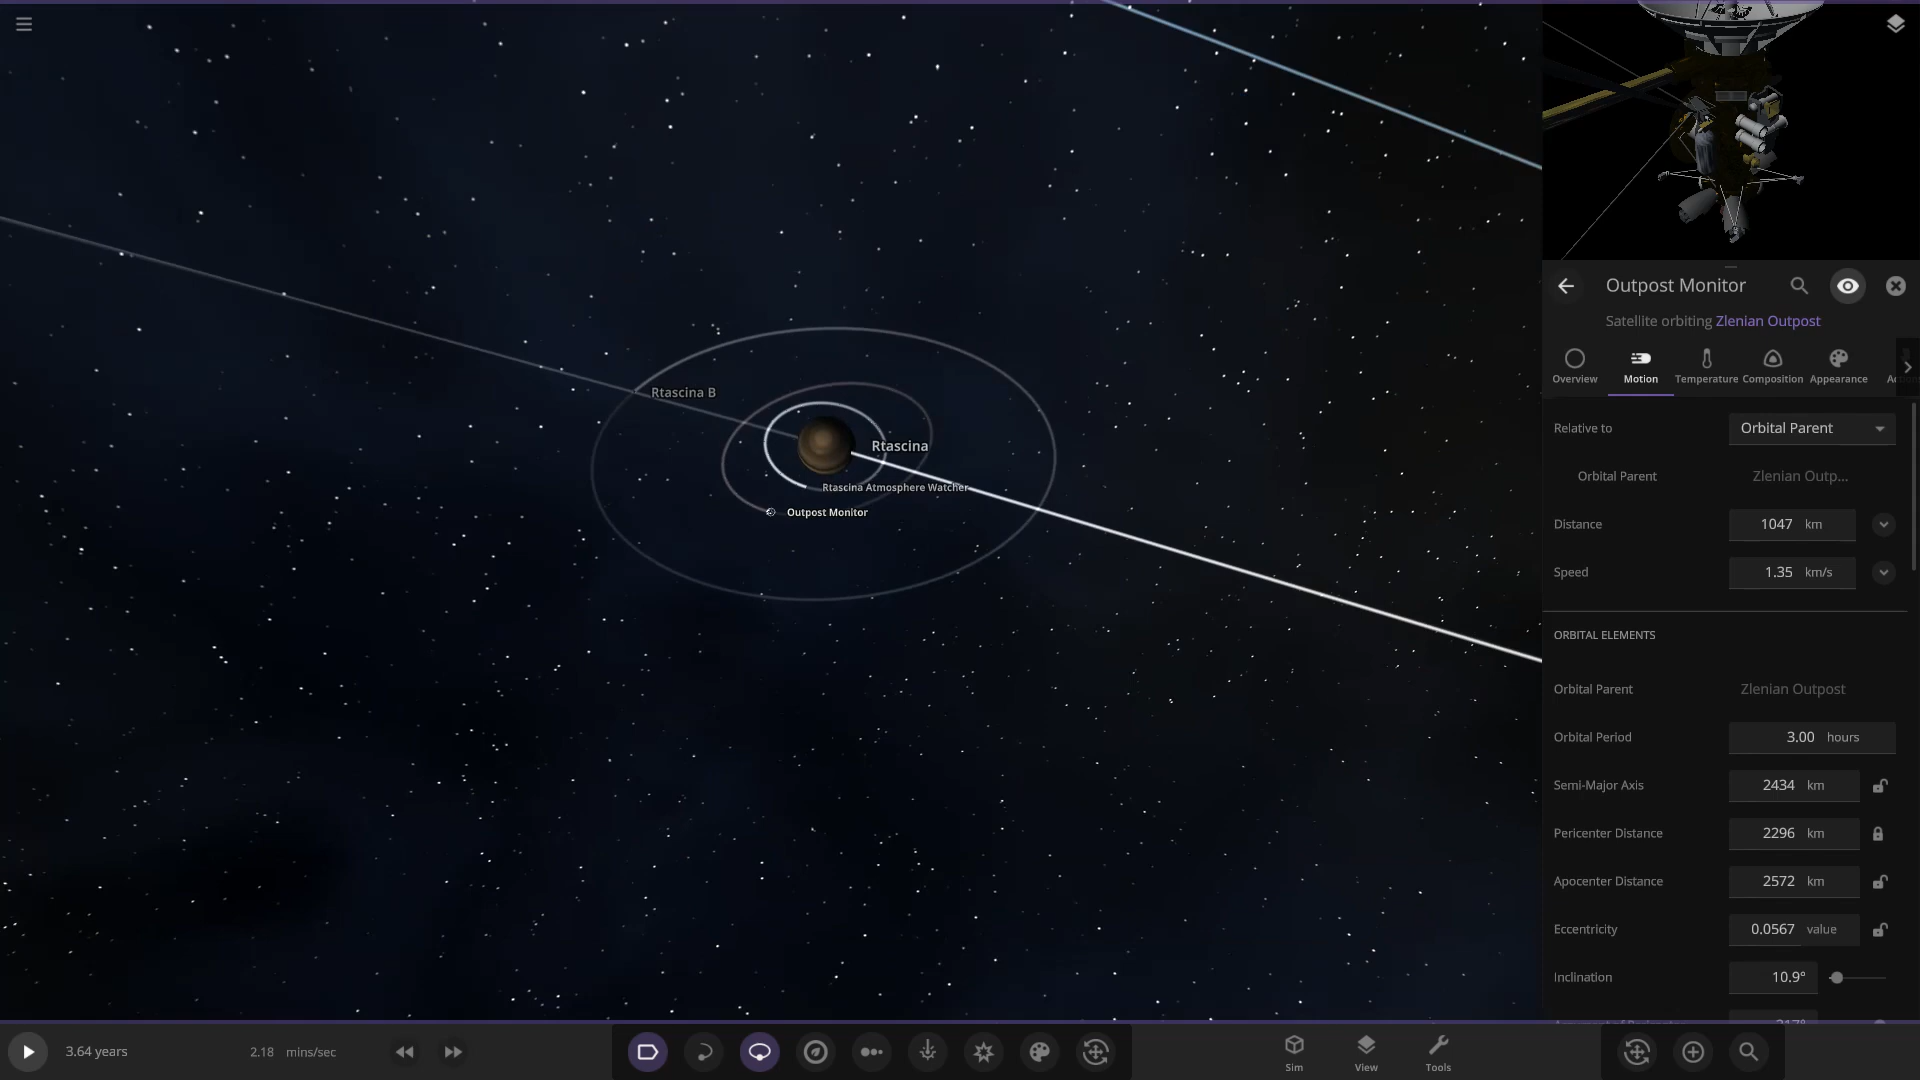 Rtascina B
Rtascina
Rtascina Atmosphere Watcher
Outpost Monitor
Outpost Monitor
Satellite orbiting Zlenian Outpost
Overview
Motion
Temperature
Composition
Appearance
Relative to
Orbital Parent
Orbital Parent
Zlenian Outp...
Distance
1047 km
Speed
1.35 km/s
ORBITAL ELEMENTS
Orbital Parent
Zlenian Outpost
Orbital Period
3.00 hours
Semi-Major Axis
2434 km
Pericenter Distance
2296 km
Apocenter Distance
2572 km
Eccentricity
0.0567 value
Inclination
10.9°
3.64 years
2.18 mins/sec
Sim
View
Tools